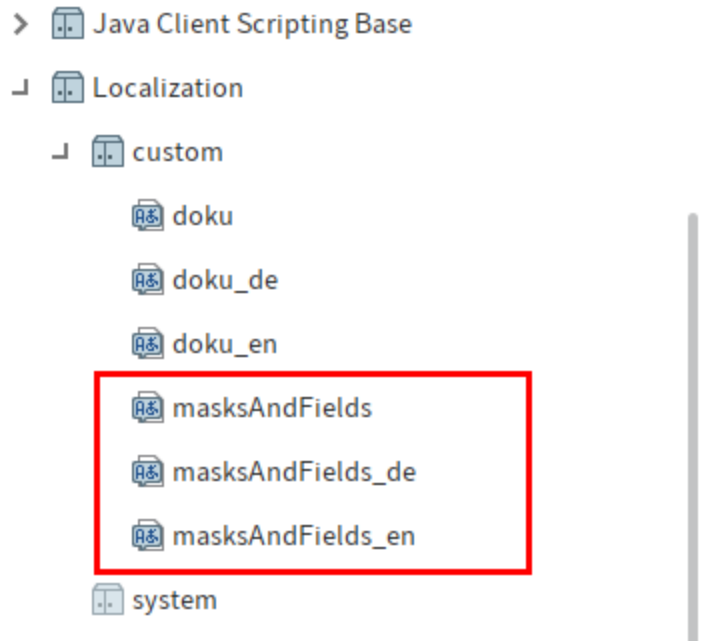 Java Client Scripting Base
Localization
custom
doku
doku_de
doku_en
masksAndFields
masksAndFields_de
masksAndFields_en
system